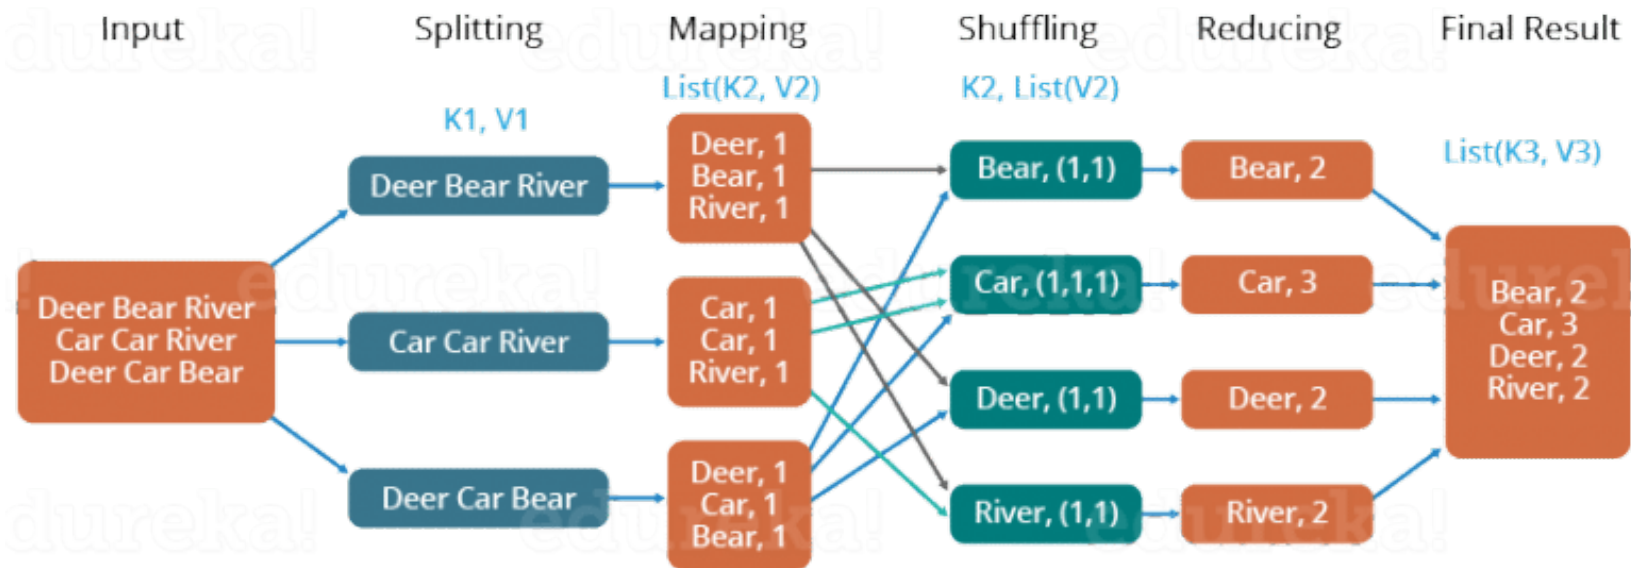 Input
Splitting
Mapping
Shuffling
Reducing
Final Result
K1, V1
List(K2, V2)
K2, List(V2)
List(K3, V3)
Deer Bear River
Car Car River
Deer Car Bear
Deer Bear River
Car Car River
Deer Car Bear
Deer, 1
Bear, 1
River, 1
Car, 1
Car, 1
River, 1
Deer, 1
Car, 1
Bear, 1
Bear, (1,1)
Car, (1,1,1)
Deer, (1,1)
River, (1,1)
Bear, 2
Car, 3
Deer, 2
River, 2
Bear, 2
Car, 3
Deer, 2
River, 2
edureka!